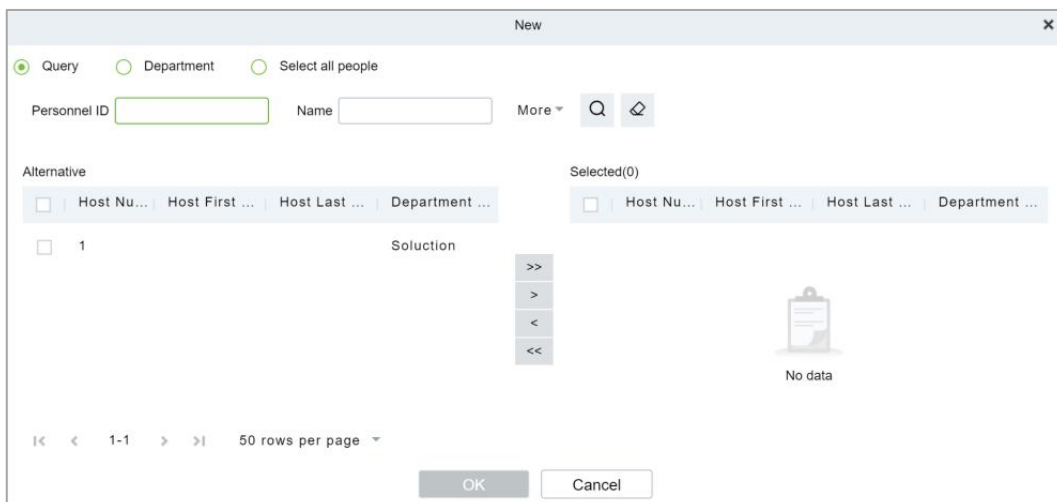 New ×
Query Department Select all people
Personnel ID Name More
Alternative Selected(0)
Host Nu... Host First ... Host Last ... Department ... Host Nu... Host First ... Host Last ... Department ...
1 Soluction
>>
>
<
<<
No data
|< < 1-1 > >| 50 rows per page
OK Cancel